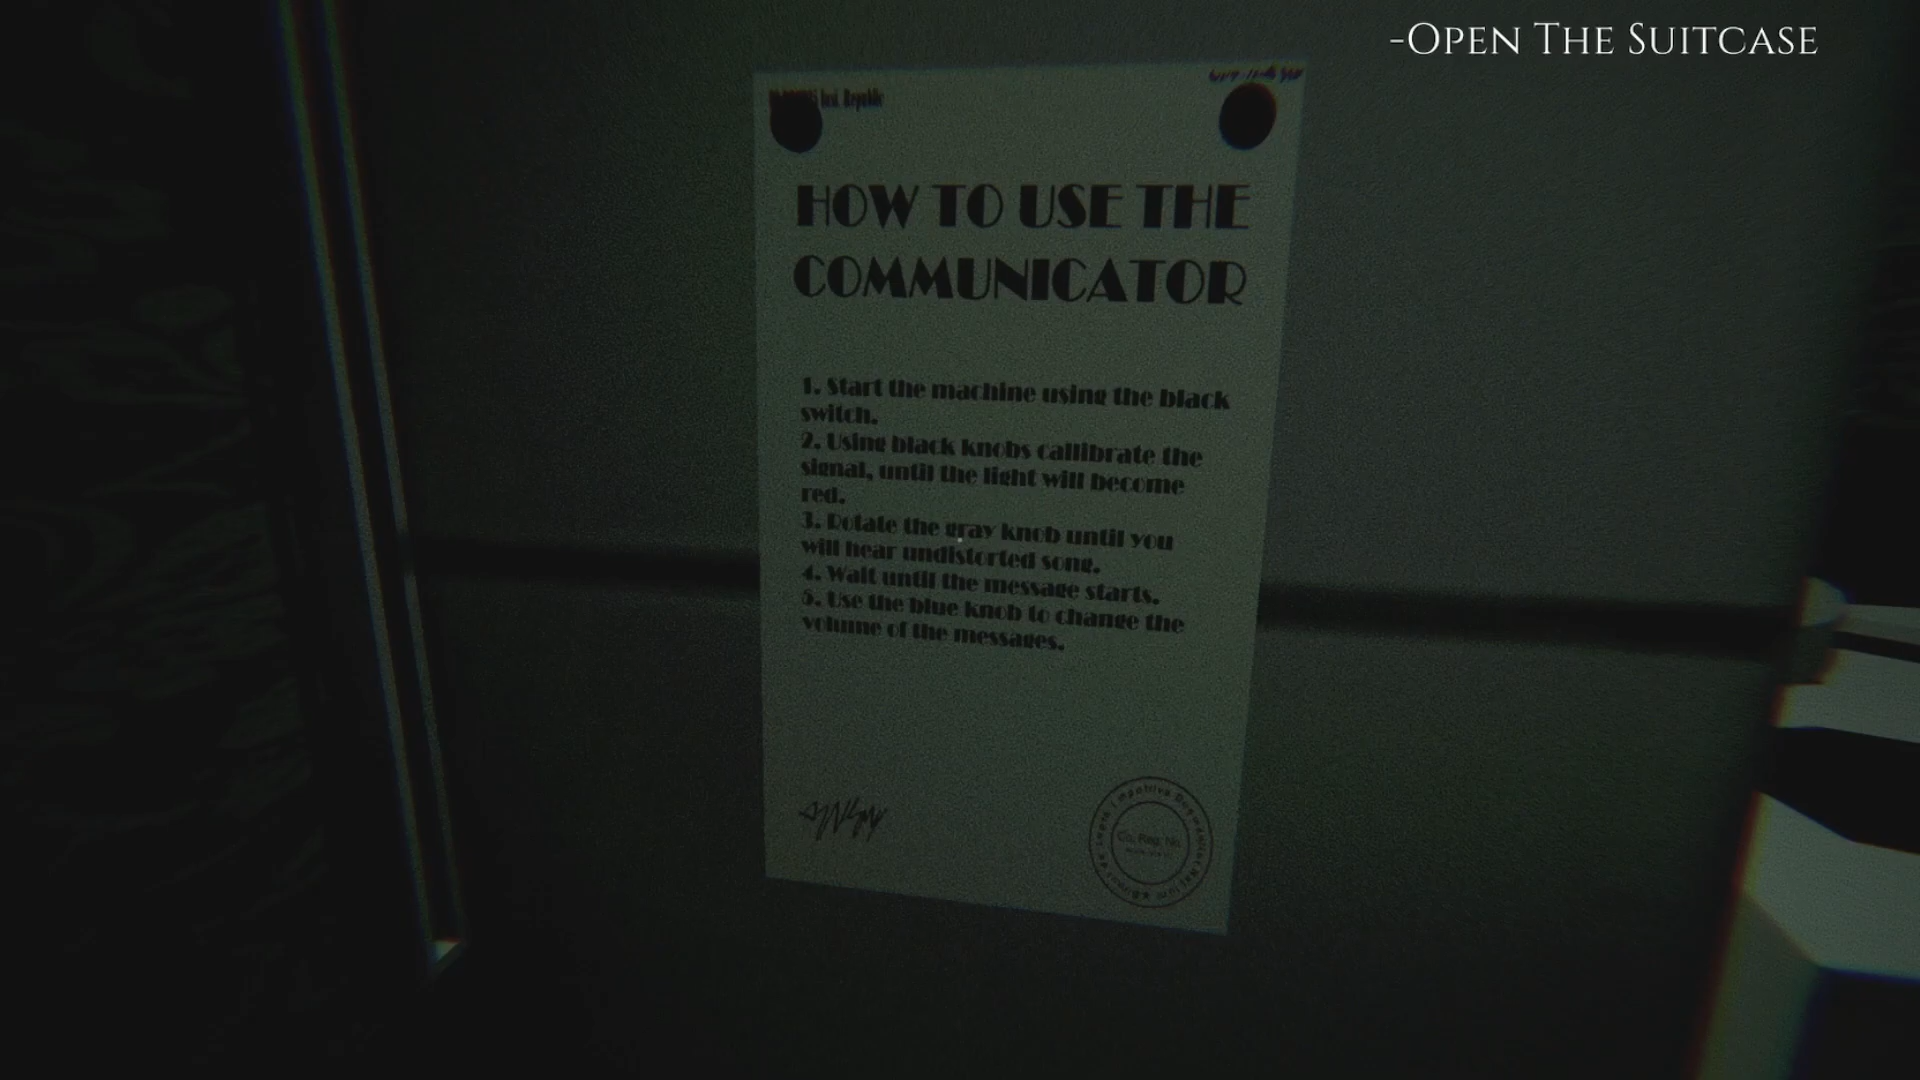 -Open The Suitcase
HOW TO USE THE
COMMUNICATOR
1. Start the machine using the black
switch.
2. Using black knobs callibrate the
signal, until the light will become
red.
3. Rotate the gray knob until you
will hear undistorted song.
4. Wait until the message starts.
5. Use the blue knob to change the
volume of the messages.
Co. Reg. No.